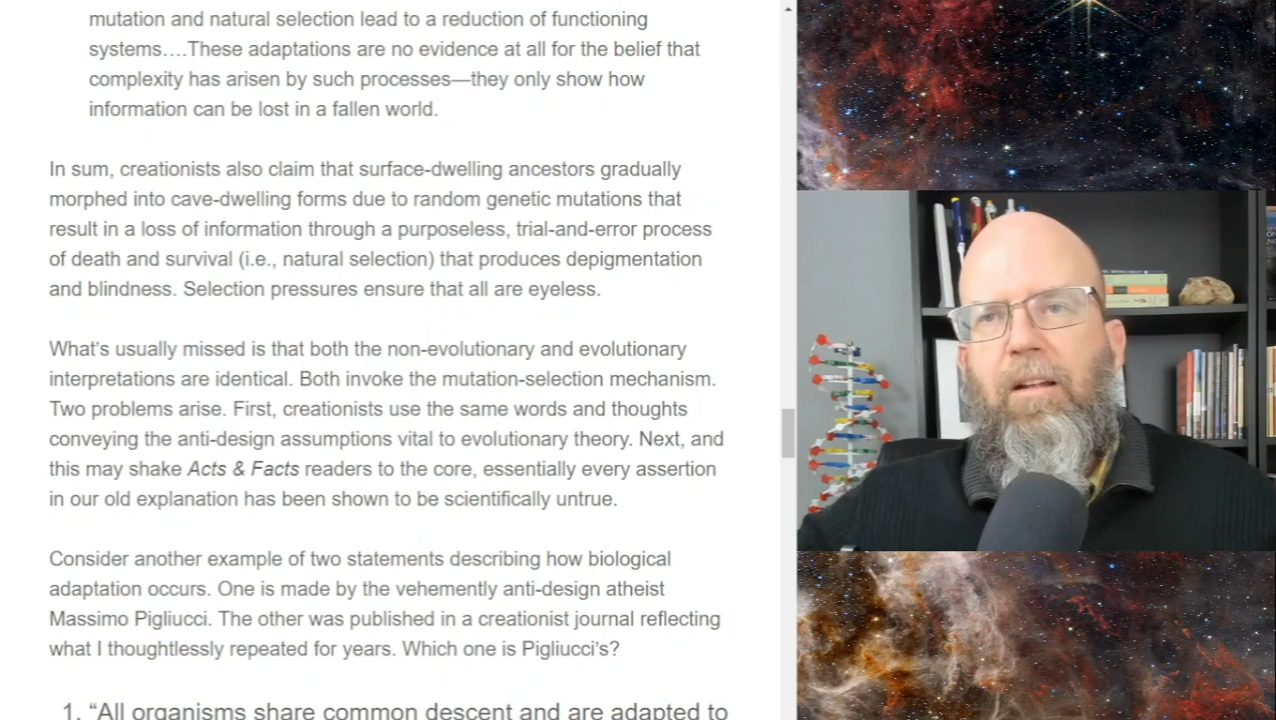 mutation and natural selection lead to a reduction of functioning
systems….These adaptations are no evidence at all for the belief that
complexity has arisen by such processes—they only show how
information can be lost in a fallen world.
In sum, creationists also claim that surface-dwelling ancestors gradually
morphed into cave-dwelling forms due to random genetic mutations that
result in a loss of information through a purposeless, trial-and-error process
of death and survival (i.e., natural selection) that produces depigmentation
and blindness. Selection pressures ensure that all are eyeless.
What’s usually missed is that both the non-evolutionary and evolutionary
interpretations are identical. Both invoke the mutation-selection mechanism.
Two problems arise. First, creationists use the same words and thoughts
conveying the anti-design assumptions vital to evolutionary theory. Next, and
this may shake Acts & Facts readers to the core, essentially every assertion
in our old explanation has been shown to be scientifically untrue.
Consider another example of two statements describing how biological
adaptation occurs. One is made by the vehemently anti-design atheist
Massimo Pigliucci. The other was published in a creationist journal reflecting
what I thoughtlessly repeated for years. Which one is Pigliucci’s?
1. “All organisms share common descent and are adapted to